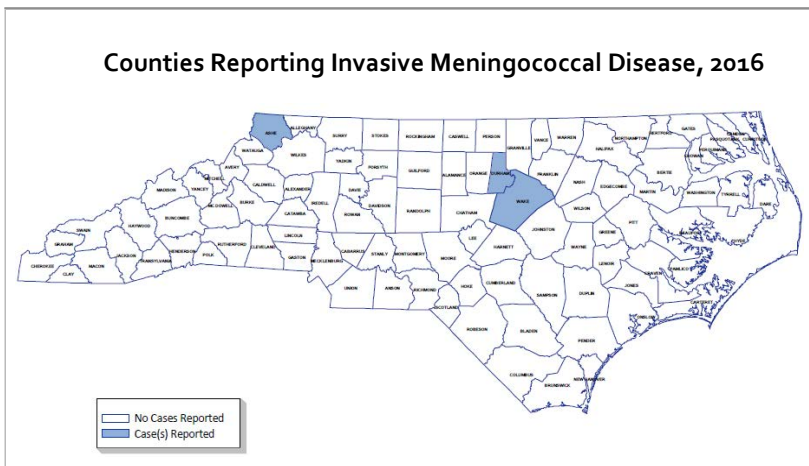 Counties Reporting Invasive Meningococcal Disease, 2016
ASHE
ALLEGHANY
SURRY
STOKES
ROCKINGHAM
CASWELL
PERSON
GRANVILLE
VANCE
WARREN
HALIFAX
NORTHAMPTON
HERTFORD
GATES
WATAUGA
WILKES
YADKIN
FORSYTH
GUILFORD
ALAMANCE
ORANGE
DURHAM
FRANKLIN
NASH
EDGECOMBE
BERTIE
MARTIN
WASHINGTON
TYRRELL
DARE
MITCHELL
AVERY
CALDWELL
ALEXANDER
IREDELL
DAVIE
DAVIDSON
RANDOLPH
CHATHAM
WAKE
WILSON
PITT
MADISON
YANCEY
MC DOWELL
BURKE
CATAWBA
ROWAN
JOHNSTON
GREENE
SWAIN
HAYWOOD
BUNCOMBE
RUTHERFORD
CLEVELAND
LINCOLN
CABARRUS
STANLY
MONTGOMERY
MOORE
LEE
HARNETT
WAYNE
LENOIR
CRAVEN
PAMLICO
GRAHAM
CHEROKEE
CLAY
MACON
JACKSON
TRANSYLVANIA
HENDERSON
POLK
GASTON
MECKLENBURG
UNION
ANSON
RICHMOND
SCOTLAND
HOKE
CUMBERLAND
SAMPSON
DUPLIN
JONES
ONSLOW
CARTERET
ROBESON
BLADEN
PENDER
COLUMBUS
BRUNSWICK
NEW HANOVER
No Cases Reported
Case(s) Reported